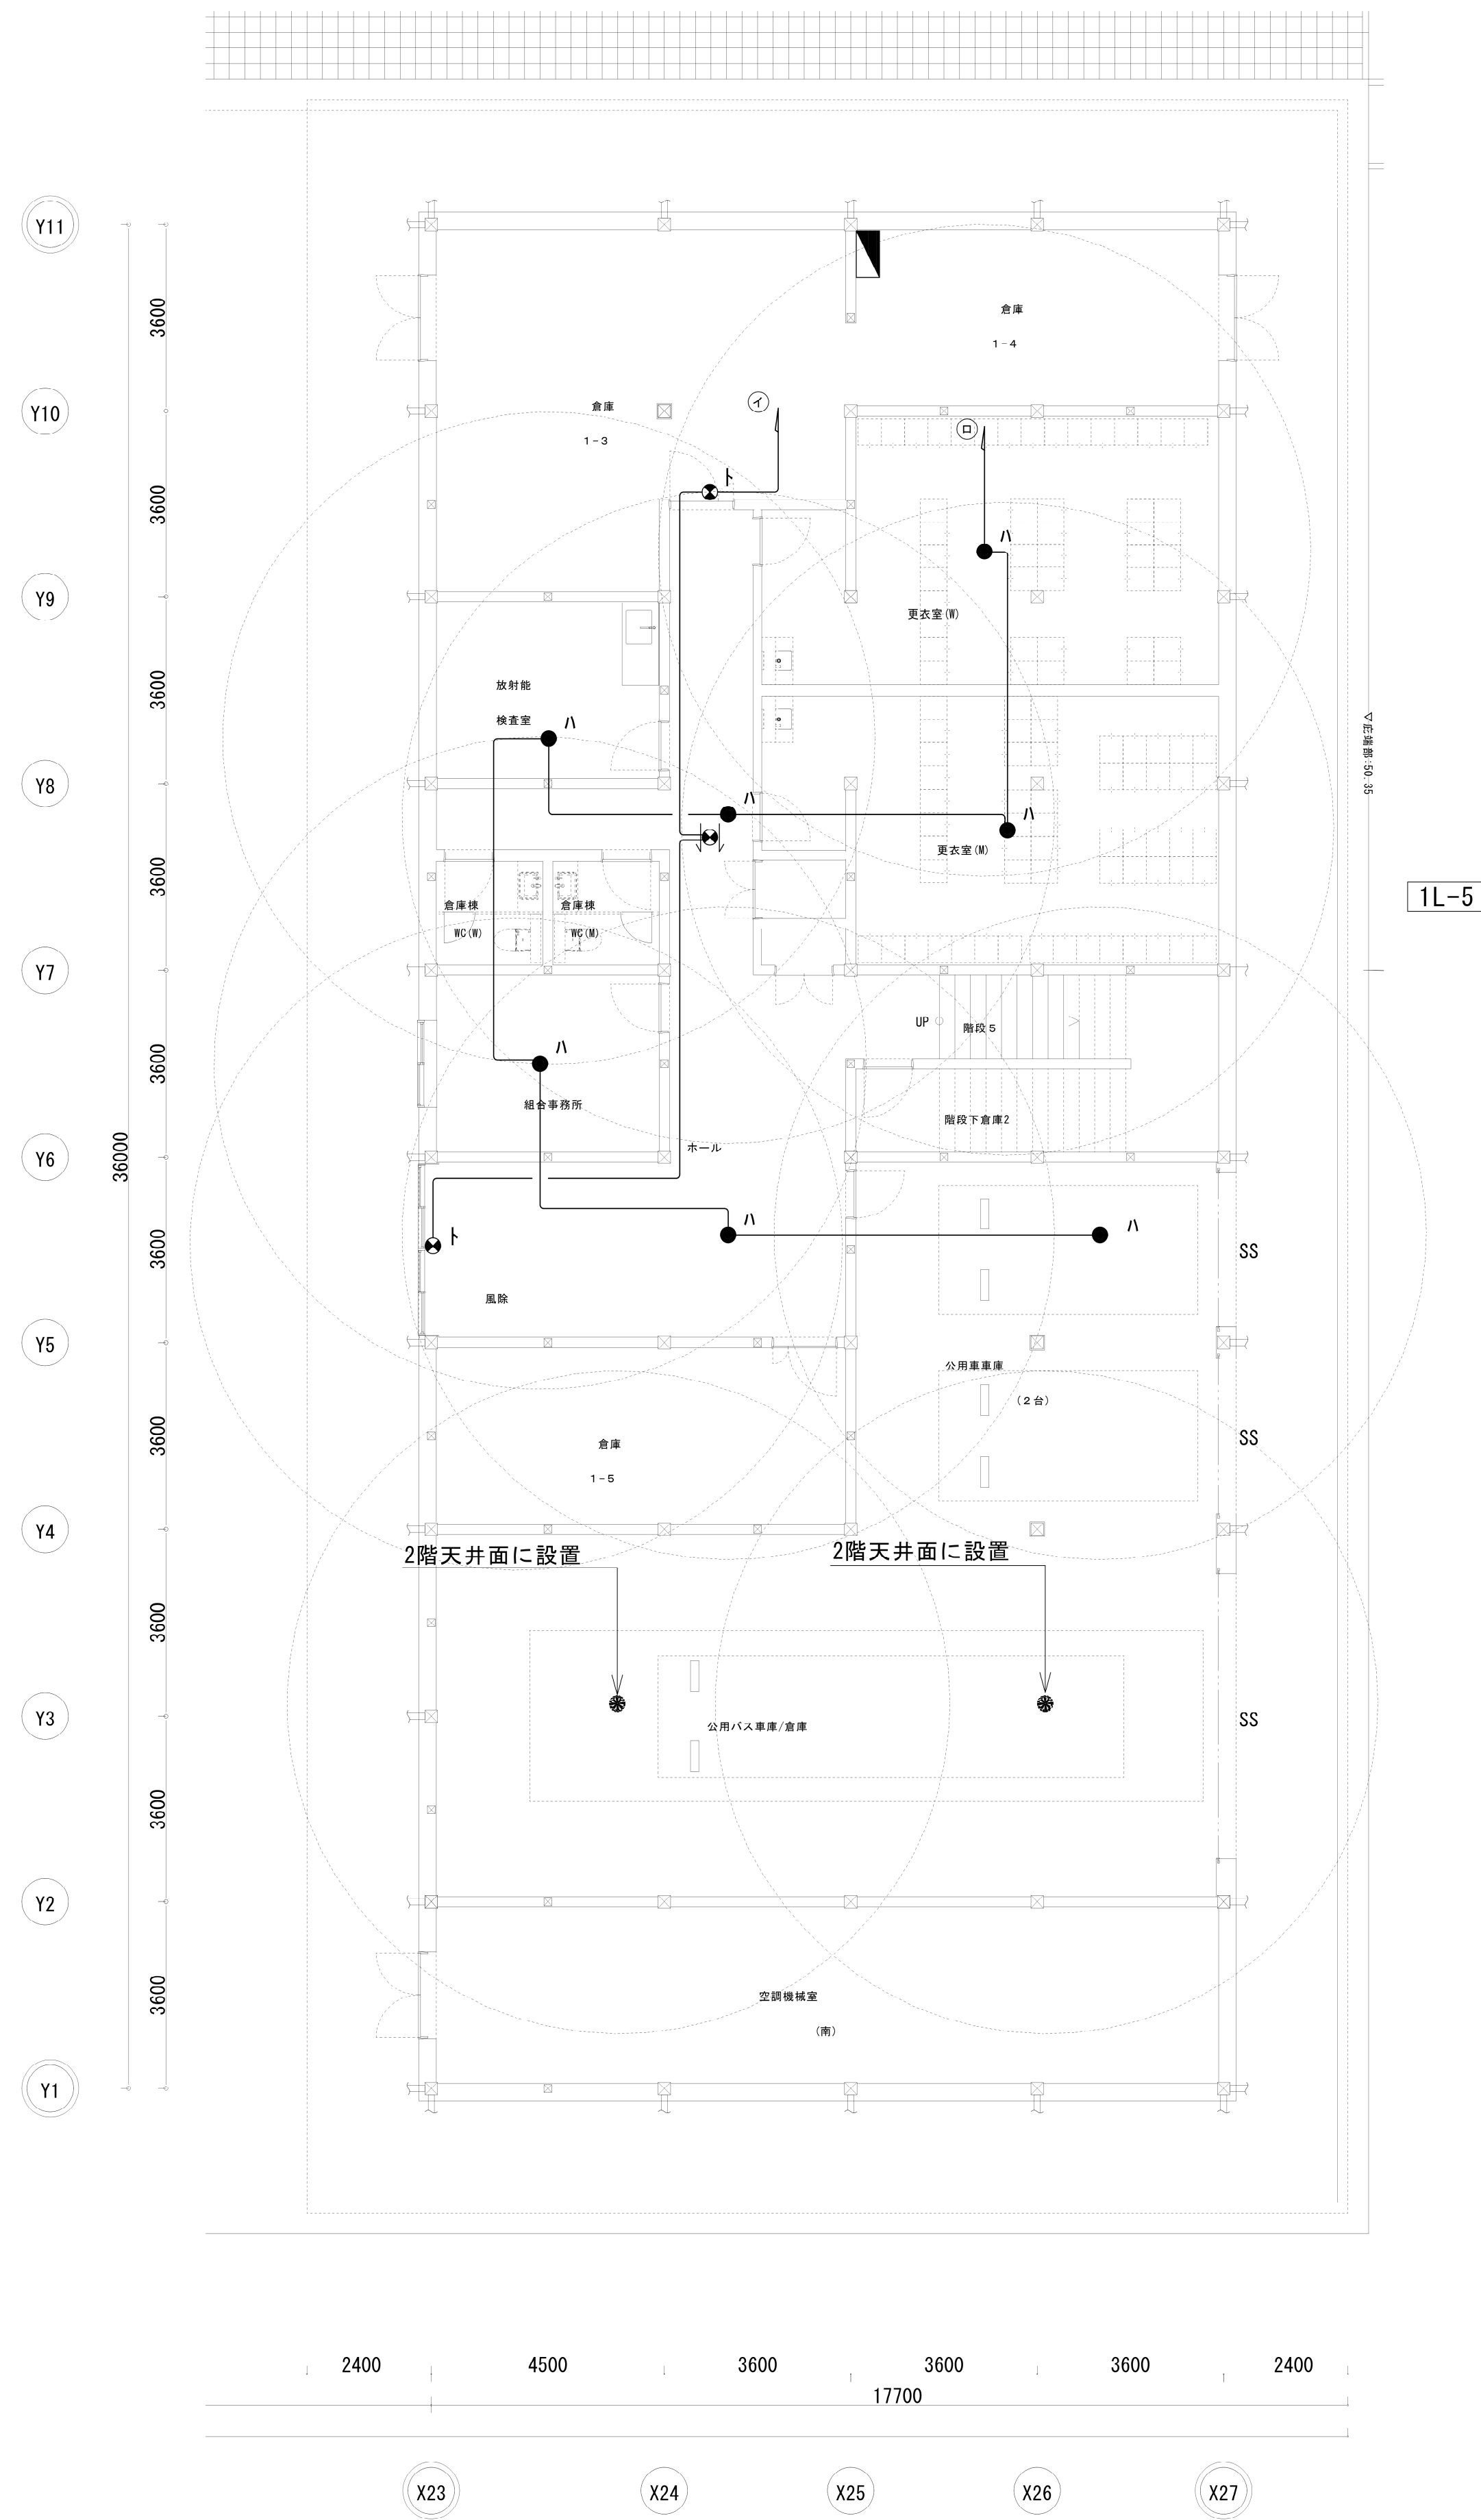 Y11
3600
倉庫
1-4
イ
Y10
倉庫
1-3
ロ
ト
3600
ハ
Y9
更衣室(W)
3600
放射能
検査室
ハ
▽庇端部:50.35
Y8
ハ
ハ
更衣室(M)
3600
倉庫棟
WC(W)
倉庫棟
WC(M)
1L-5
Y7
UP
階段5
3600
ハ
組合事務所
階段下倉庫2
36000
ホール
Y6
3600
ト
ハ
ハ
SS
風除
Y5
公用車車庫
(2台)
3600
倉庫
1-5
SS
Y4
2階天井面に設置
2階天井面に設置
3600
Y3
公用バス車庫/倉庫
SS
3600
Y2
3600
空調機械室
(南)
Y1
2400
4500
3600
3600
3600
2400
17700
X23
X24
X25
X26
X27